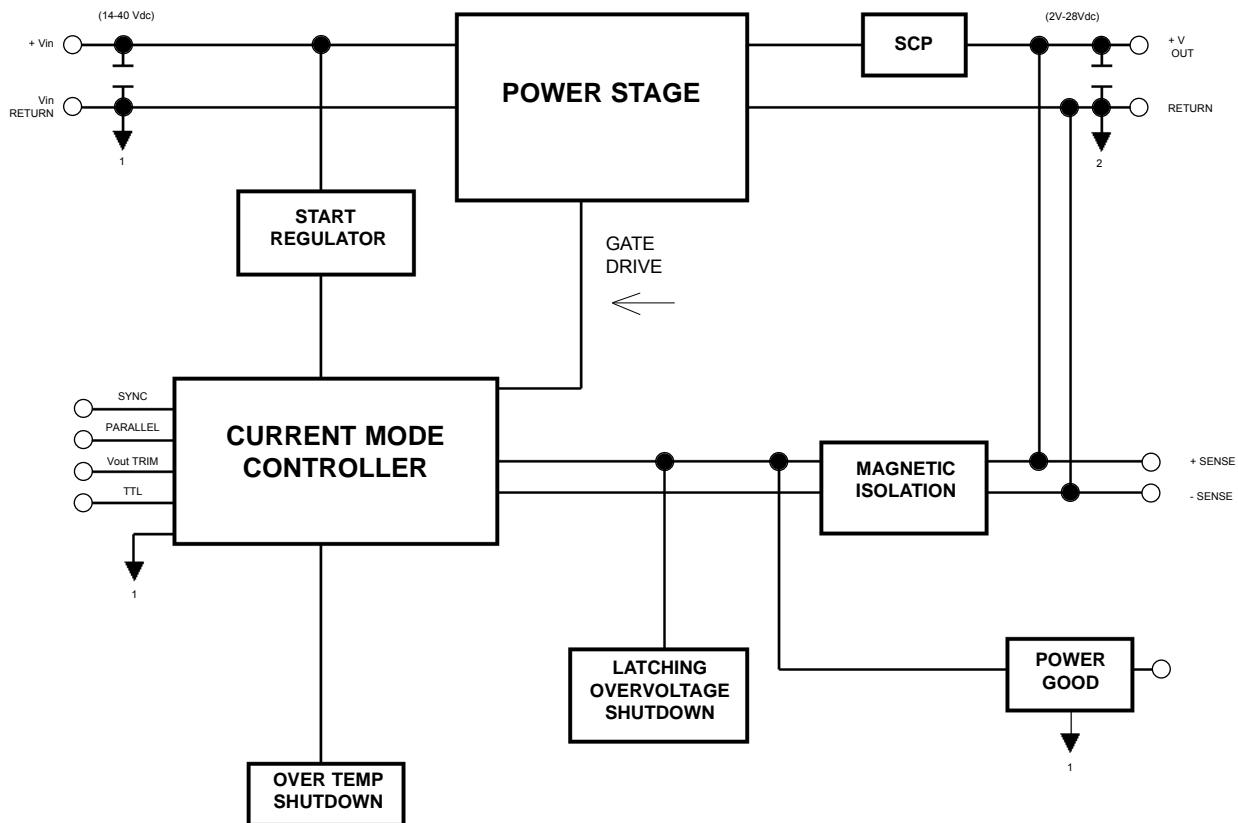 (14-40 Vdc)
(2V-28Vdc)
+ Vin
POWER STAGE
SCP
+ V
OUT
Vin
RETURN
RETURN
1
2
START
REGULATOR
GATE
DRIVE
SYNC
PARALLEL
Vout TRIM
TTL
CURRENT MODE
CONTROLLER
MAGNETIC
ISOLATION
+ SENSE
- SENSE
1
LATCHING
OVERVOLTAGE
SHUTDOWN
POWER
GOOD
1
OVER TEMP
SHUTDOWN